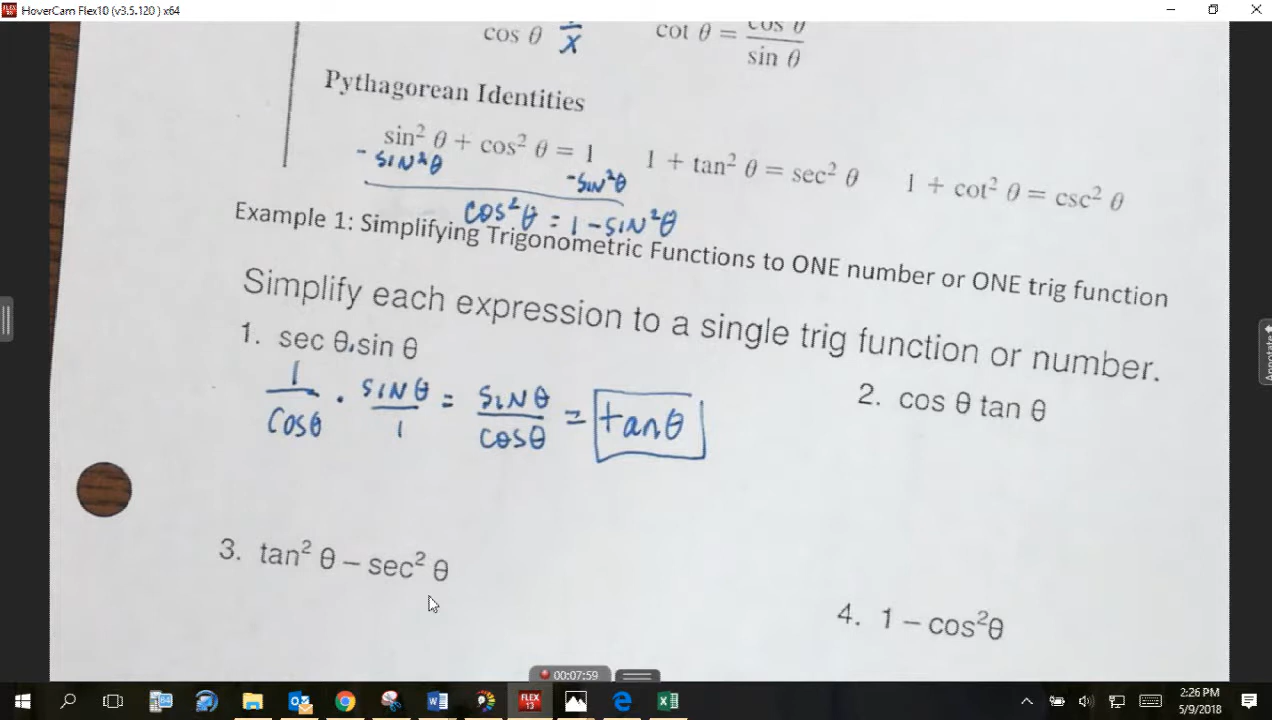 HoverCam Flex10 (v3.5.120) x64
cos θ x cot θ = cos θ / sin θ
Pythagorean Identities
sin² θ + cos² θ = 1 1 + tan² θ = sec² θ 1 + cot² θ = csc² θ
- SIN²θ -SIN²θ
cos²θ = 1 - SIN²θ
Example 1: Simplifying Trigonometric Functions to ONE number or ONE trig function
Simplify each expression to a single trig function or number.
1. sec θ·sin θ
1/cosθ · SINθ/1 = SINθ/cosθ = tanθ
2. cos θ tan θ
3. tan² θ – sec² θ
4. 1 – cos²θ
Annotate
00:07:59
FLEX 13
2:26 PM
5/9/2018